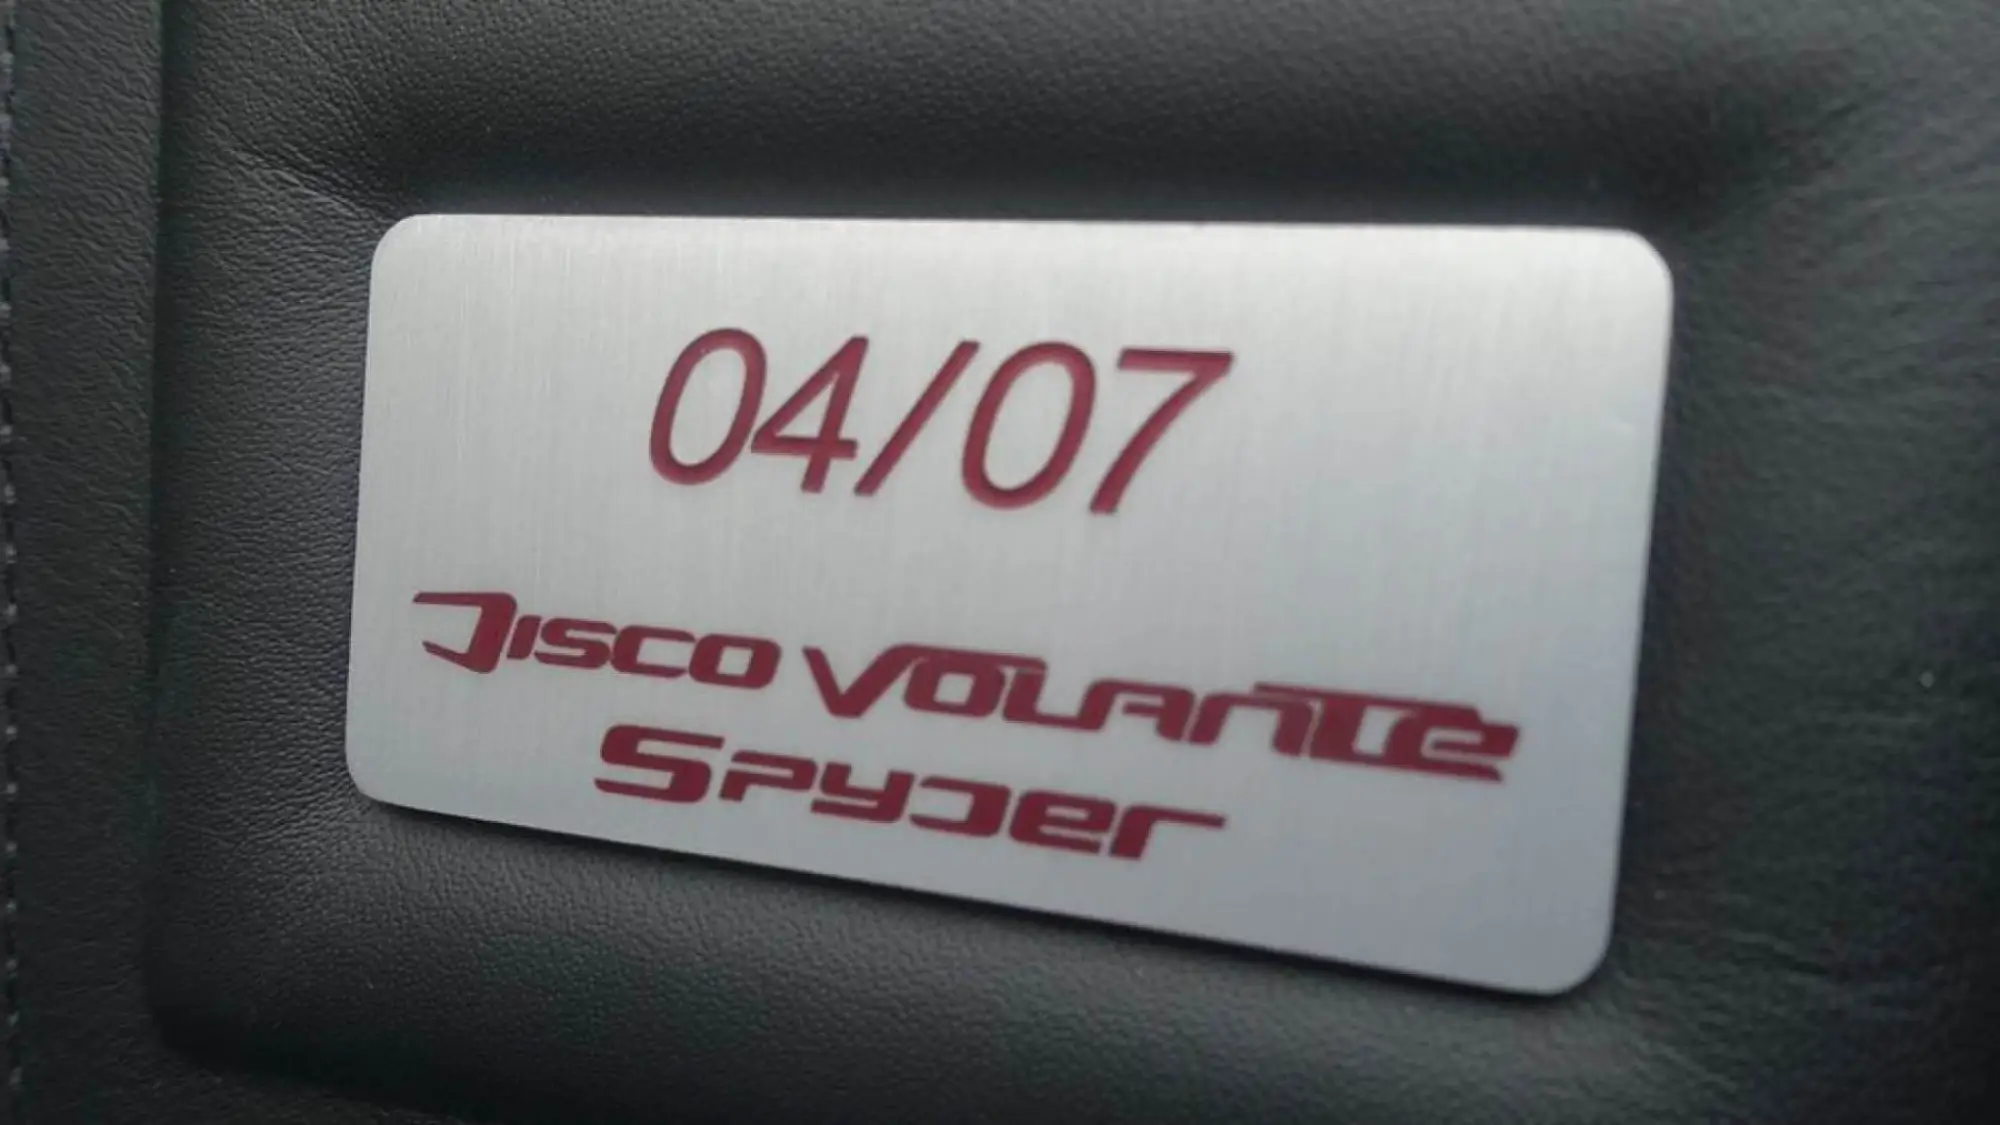 04/07
Disco Volante
Spyder